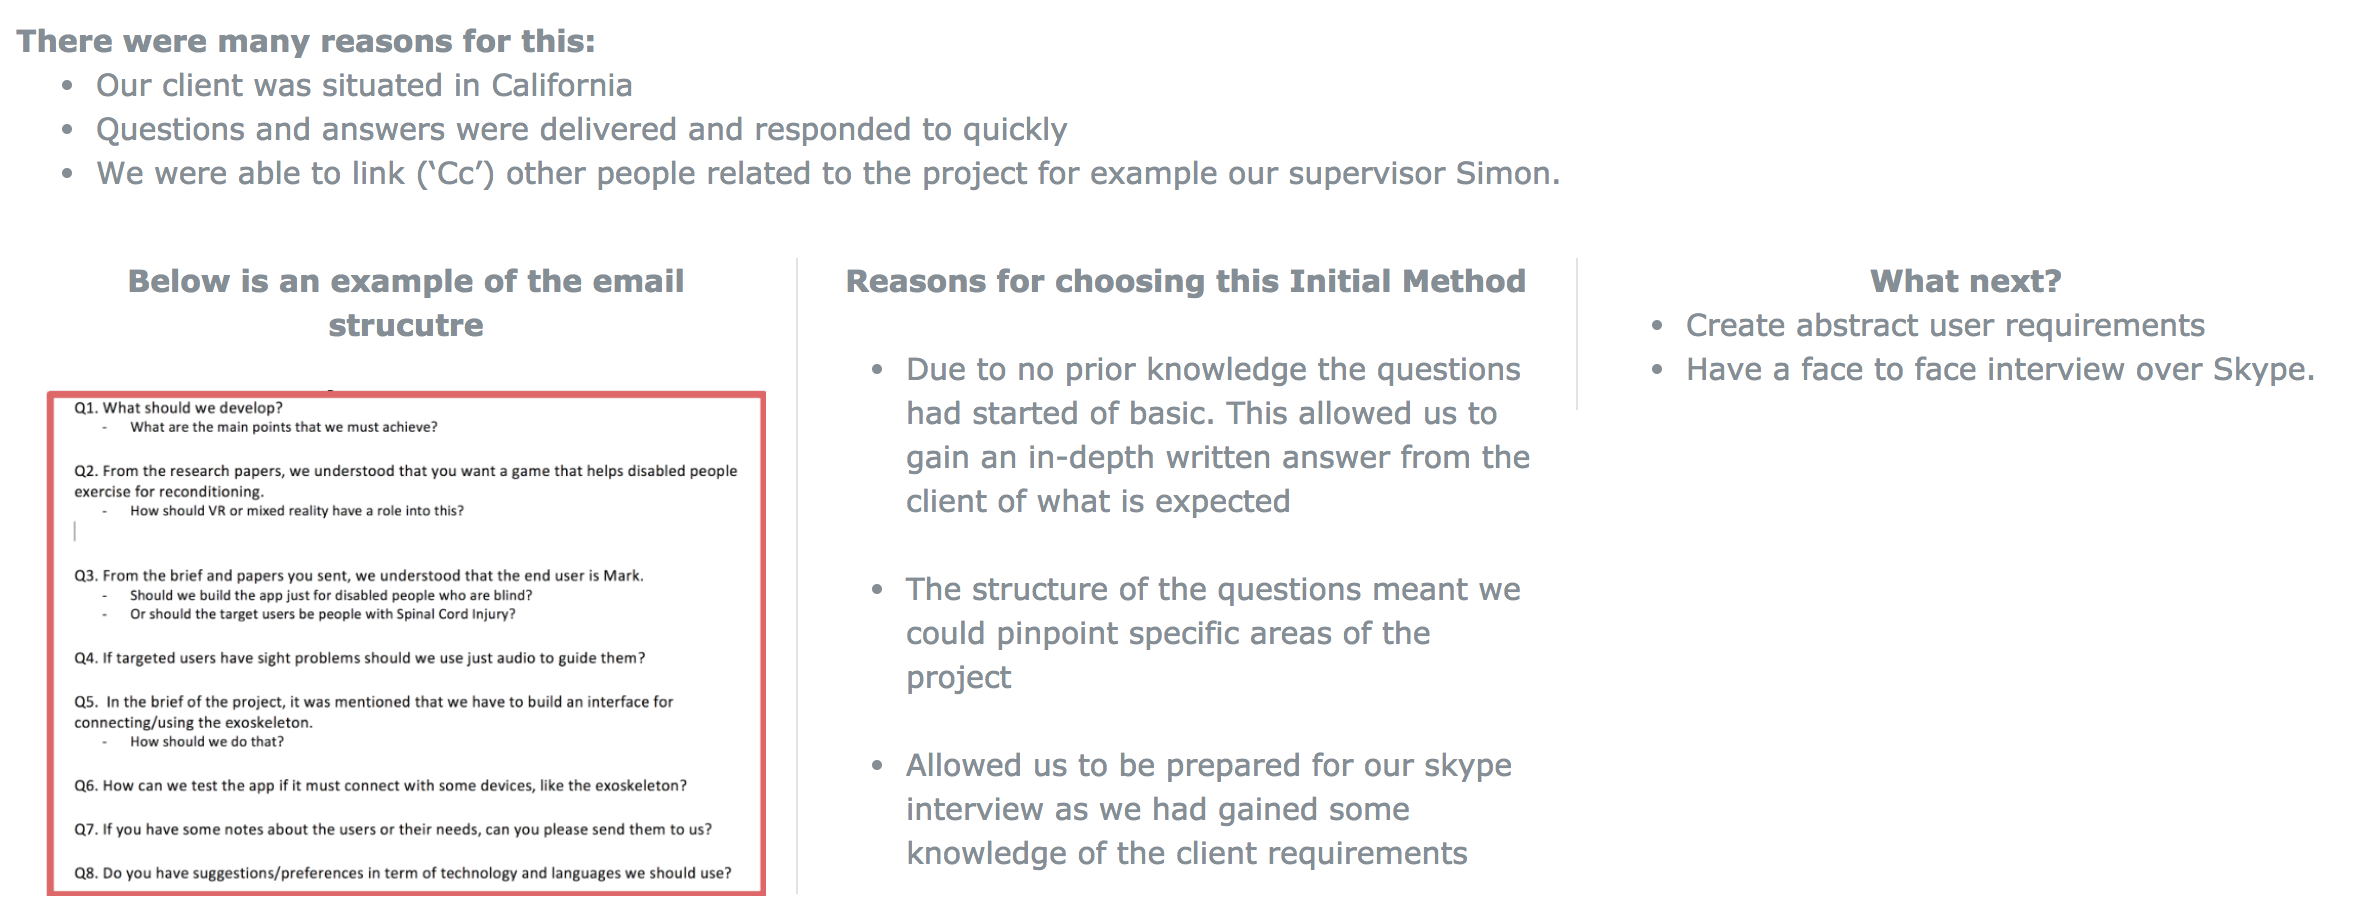 There were many reasons for this:
• Our client was situated in California
• Questions and answers were delivered and responded to quickly
• We were able to link (‘Cc’) other people related to the project for example our supervisor Simon.
Below is an example of the email
strucutre
Q1. What should we develop?
- What are the main points that we must achieve?
Q2. From the research papers, we understood that you want a game that helps disabled people
exercise for reconditioning.
- How should VR or mixed reality have a role into this?
Q3. From the brief and papers you sent, we understood that the end user is Mark.
- Should we build the app just for disabled people who are blind?
- Or should the target users be people with Spinal Cord Injury?
Q4. If targeted users have sight problems should we use just audio to guide them?
Q5. In the brief of the project, it was mentioned that we have to build an interface for
connecting/using the exoskeleton.
- How should we do that?
Q6. How can we test the app if it must connect with some devices, like the exoskeleton?
Q7. If you have some notes about the users or their needs, can you please send them to us?
Q8. Do you have suggestions/preferences in term of technology and languages we should use?
Reasons for choosing this Initial Method
• Due to no prior knowledge the questions
had started of basic. This allowed us to
gain an in-depth written answer from the
client of what is expected
• The structure of the questions meant we
could pinpoint specific areas of the
project
• Allowed us to be prepared for our skype
interview as we had gained some
knowledge of the client requirements
What next?
• Create abstract user requirements
• Have a face to face interview over Skype.